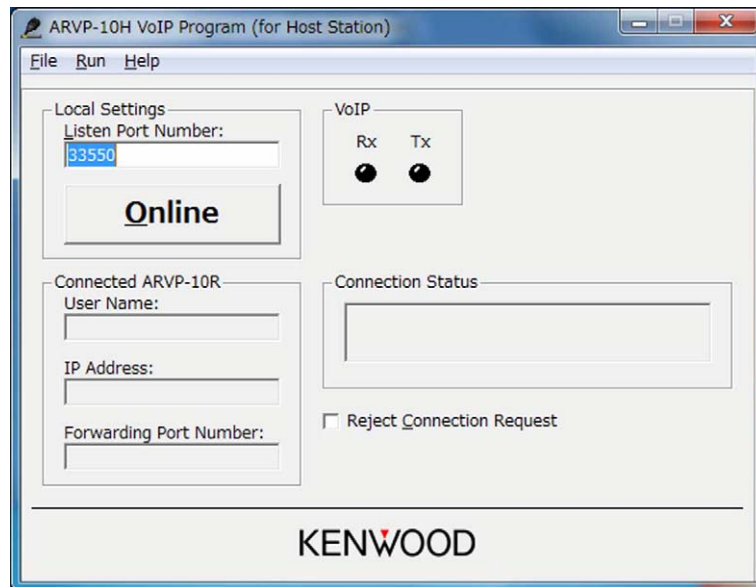 ARVP-10H VoIP Program (for Host Station)
File Run Help
Local Settings
Listen Port Number:
33550
Online
VoIP
Rx Tx
Connected ARVP-10R
User Name:
IP Address:
Forwarding Port Number:
Connection Status
Reject Connection Request
KENWOOD